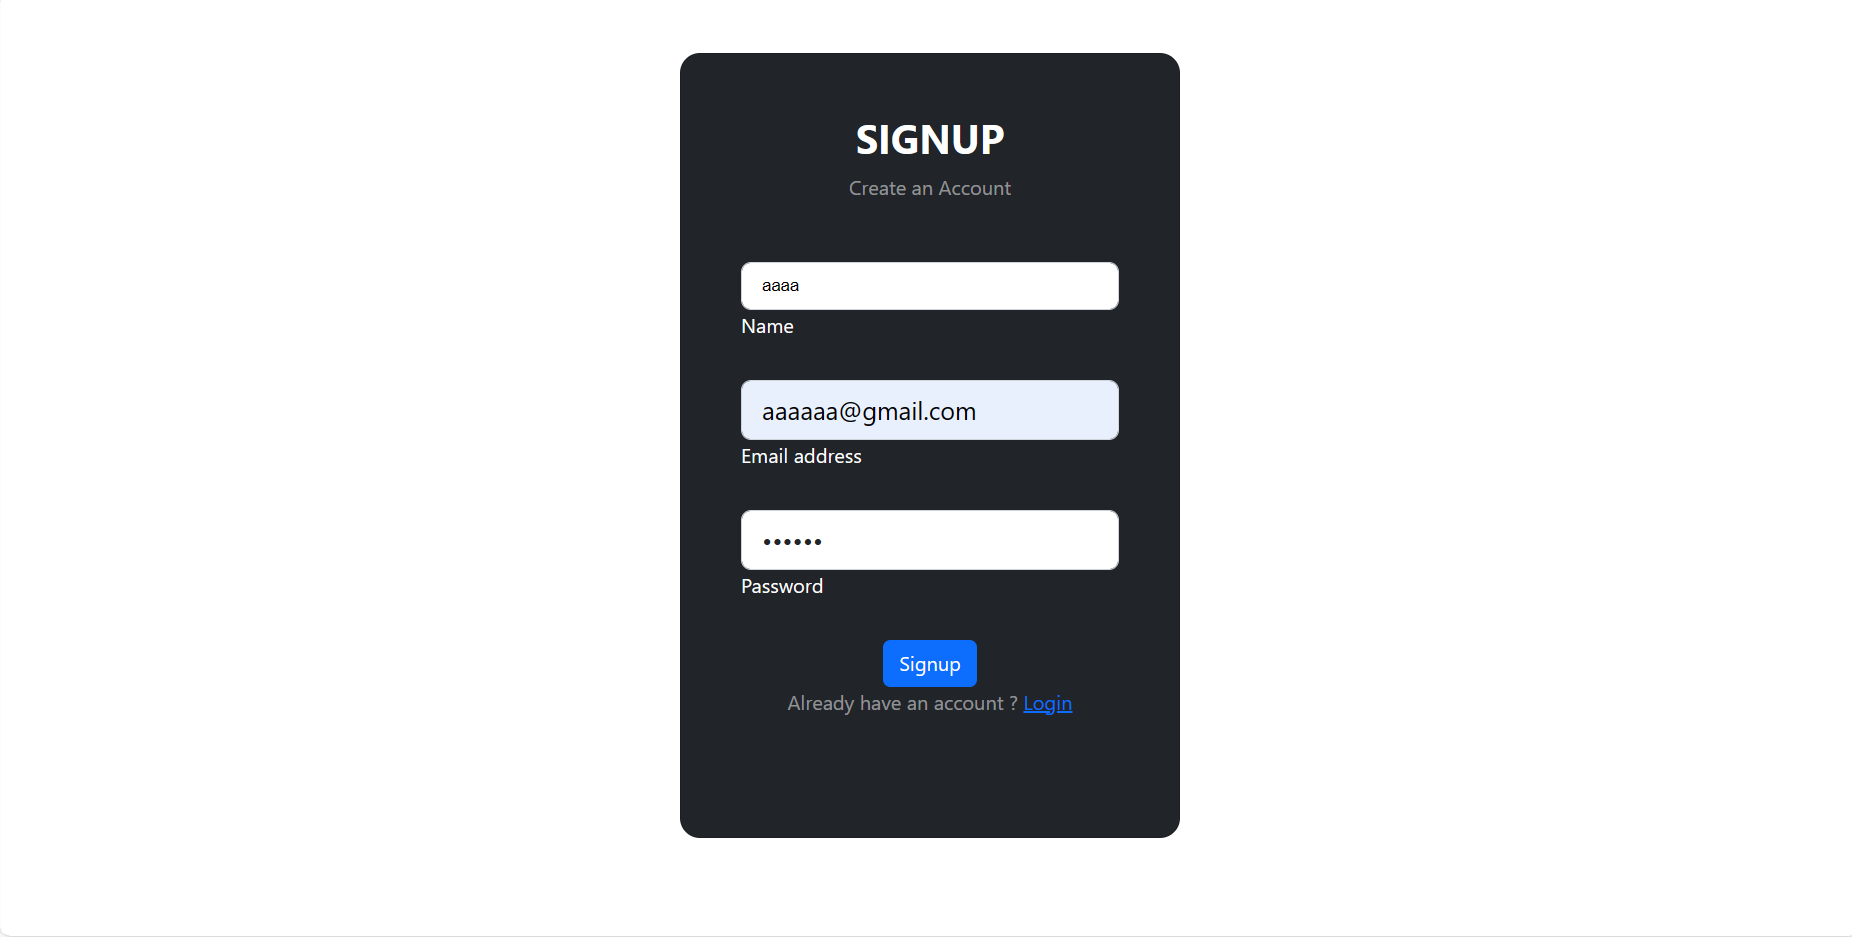 SIGNUP
Create an Account
aaaa
Name
aaaaaa@gmail.com
Email address
••••••
Password
Signup
Already have an account ? Login